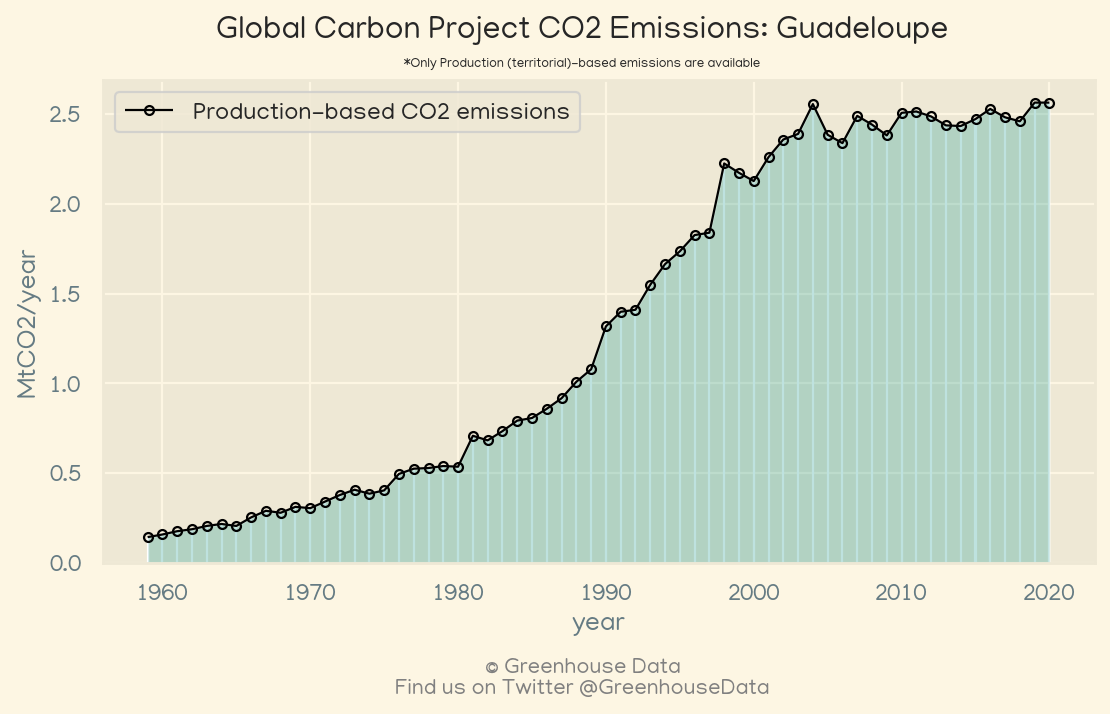 Global Carbon Project CO2 Emissions: Guadeloupe
*Only Production (territorial)-based emissions are available
Production-based CO2 emissions
MtCO2/year
2.5
2.0
1.5
1.0
0.5
0.0
1960 1970 1980 1990 2000 2010 2020
year
© Greenhouse Data
Find us on Twitter @GreenhouseData